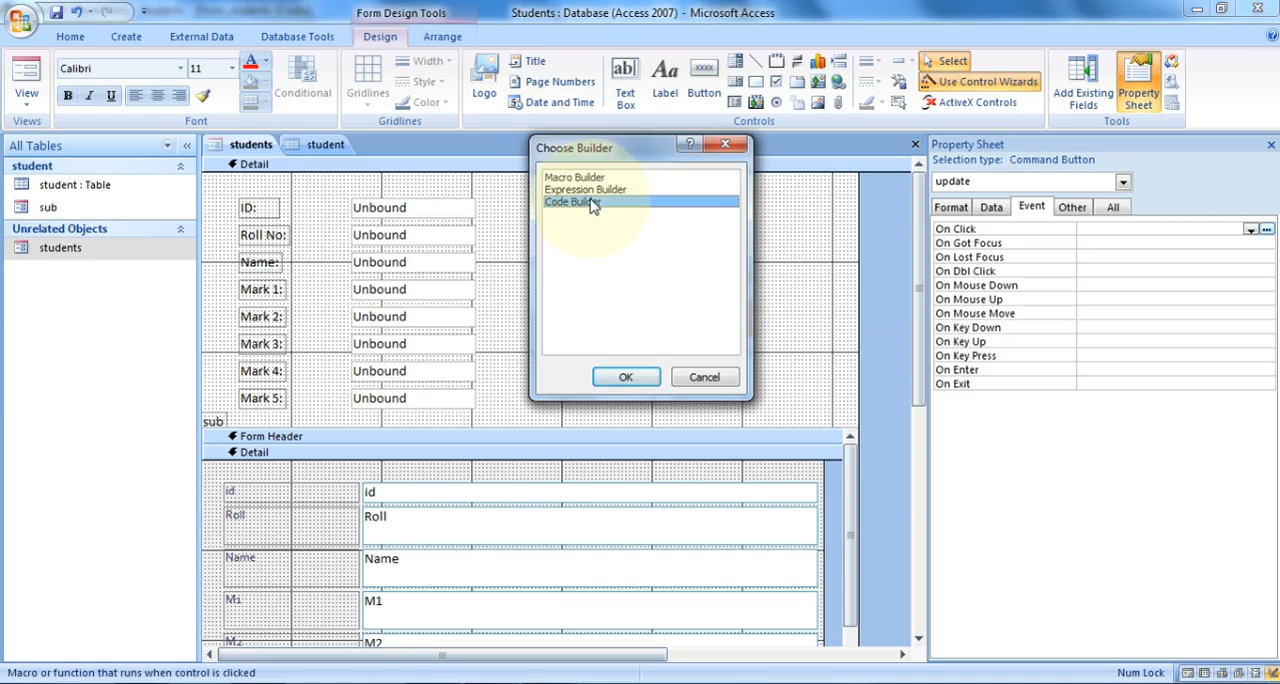 Form Design Tools
Students : Database (Access 2007) - Microsoft Access
Home
Create
External Data
Database Tools
Design
Arrange
View
Views
Calibri
11
B I U
Conditional
Font
Gridlines
Width
Style
Color
Gridlines
Logo
Title
Page Numbers
Date and Time
ab|
Text Box
Aa
Label
xxxx
Button
Controls
Select
Use Control Wizards
ActiveX Controls
Add Existing Fields
Property Sheet
Tools
All Tables
student
student : Table
sub
Unrelated Objects
students
students
student
Detail
ID:
Unbound
Roll No:
Unbound
Name:
Unbound
Mark 1:
Unbound
Mark 2:
Unbound
Mark 3:
Unbound
Mark 4:
Unbound
Mark 5:
Unbound
sub
Form Header
Detail
id
id
Roll
Roll
Name
Name
M1
M1
M2
M2
Choose Builder
Macro Builder
Expression Builder
Code Builder
OK
Cancel
Property Sheet
Selection type: Command Button
update
Format
Data
Event
Other
All
On Click
On Got Focus
On Lost Focus
On Dbl Click
On Mouse Down
On Mouse Up
On Mouse Move
On Key Down
On Key Up
On Key Press
On Enter
On Exit
Macro or function that runs when control is clicked
Num Lock